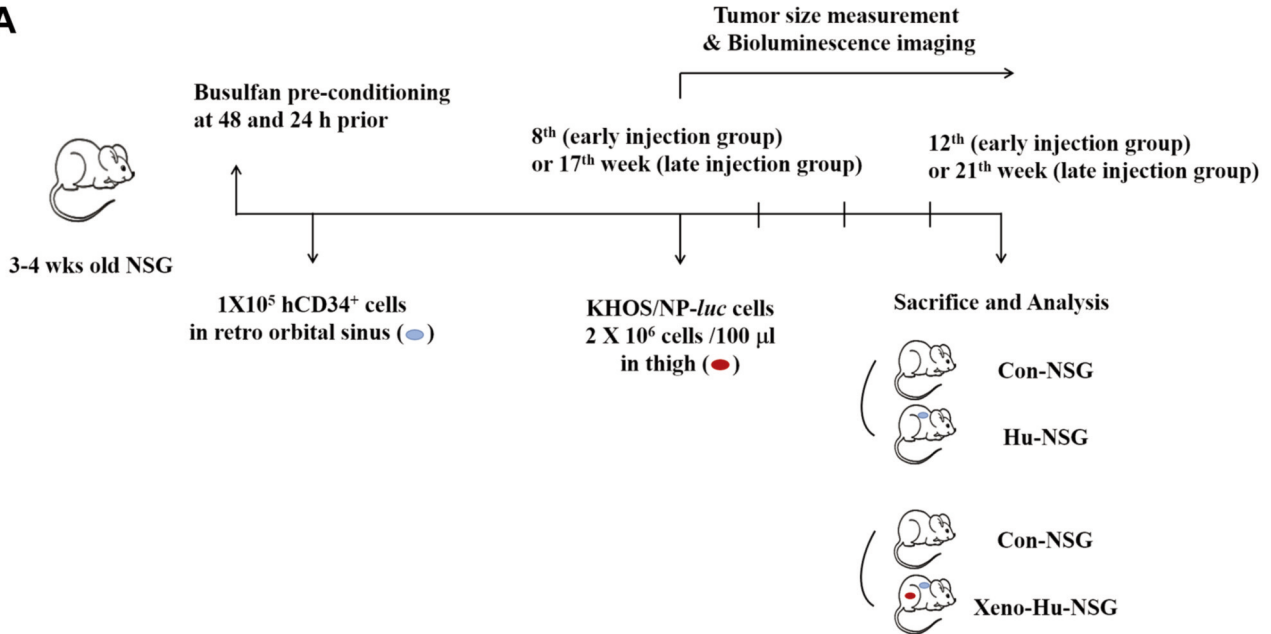 A
Tumor size measurement
& Bioluminescence imaging
Busulfan pre-conditioning
at 48 and 24 h prior
8th (early injection group)
or 17th week (late injection group)
12th (early injection group)
or 21th week (late injection group)
3-4 wks old NSG
1X10⁵ hCD34⁺ cells
in retro orbital sinus ( )
KHOS/NP-luc cells
2 X 10⁶ cells /100 µl
in thigh ( )
Sacrifice and Analysis
Con-NSG
Hu-NSG
Con-NSG
Xeno-Hu-NSG